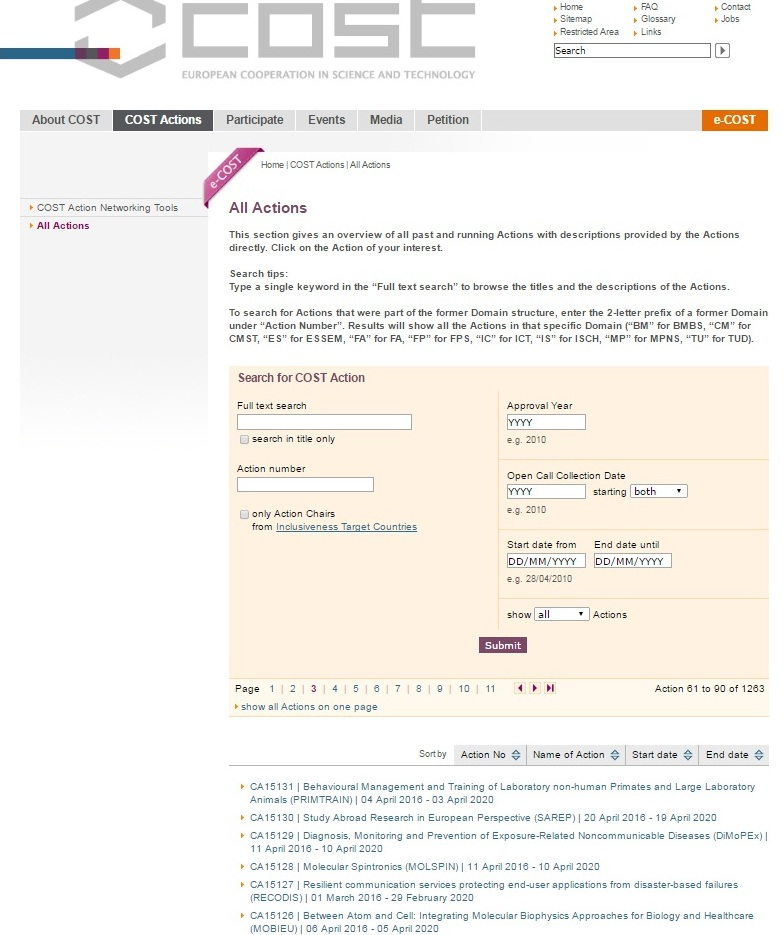 Home FAQ Contact
Sitemap Glossary Jobs
Restricted Area Links
Search
COST
EUROPEAN COOPERATION IN SCIENCE AND TECHNOLOGY
About COST COST Actions Participate Events Media Petition e-COST
e-COST
Home | COST Actions | All Actions
COST Action Networking Tools
All Actions
All Actions
This section gives an overview of all past and running Actions with descriptions provided by the Actions
directly. Click on the Action of your interest.
Search tips:
Type a single keyword in the “Full text search” to browse the titles and the descriptions of the Actions.
To search for Actions that were part of the former Domain structure, enter the 2-letter prefix of a former Domain
under “Action Number”. Results will show all the Actions in that specific Domain (“BM” for BMBS, “CM” for
CMST, “ES” for ESSEM, “FA” for FA, “FP” for FPS, “IC” for ICT, “IS” for ISCH, “MP” for MPNS, “TU” for TUD).
Search for COST Action
Full text search
search in title only
Action number
only Action Chairs
from Inclusiveness Target Countries
Approval Year
YYYY
e.g. 2010
Open Call Collection Date
YYYY starting both
e.g. 2010
Start date from End date until
DD/MM/YYYY DD/MM/YYYY
e.g. 28/04/2010
show all Actions
Submit
Page 1 | 2 | 3 | 4 | 5 | 6 | 7 | 8 | 9 | 10 | 11 Action 61 to 90 of 1263
show all Actions on one page
Sort by Action No Name of Action Start date End date
CA15131 | Behavioural Management and Training of Laboratory non-human Primates and Large Laboratory
Animals (PRIMTRAIN) | 04 April 2016 - 03 April 2020
CA15130 | Study Abroad Research in European Perspective (SAREP) | 20 April 2016 - 19 April 2020
CA15129 | Diagnosis, Monitoring and Prevention of Exposure-Related Noncommunicable Diseases (DiMoPEx) |
11 April 2016 - 10 April 2020
CA15128 | Molecular Spintronics (MOLSPIN) | 11 April 2016 - 10 April 2020
CA15127 | Resilient communication services protecting end-user applications from disaster-based failures
(RECODIS) | 01 March 2016 - 29 February 2020
CA15126 | Between Atom and Cell: Integrating Molecular Biophysics Approaches for Biology and Healthcare
(MOBIEU) | 06 April 2016 - 05 April 2020